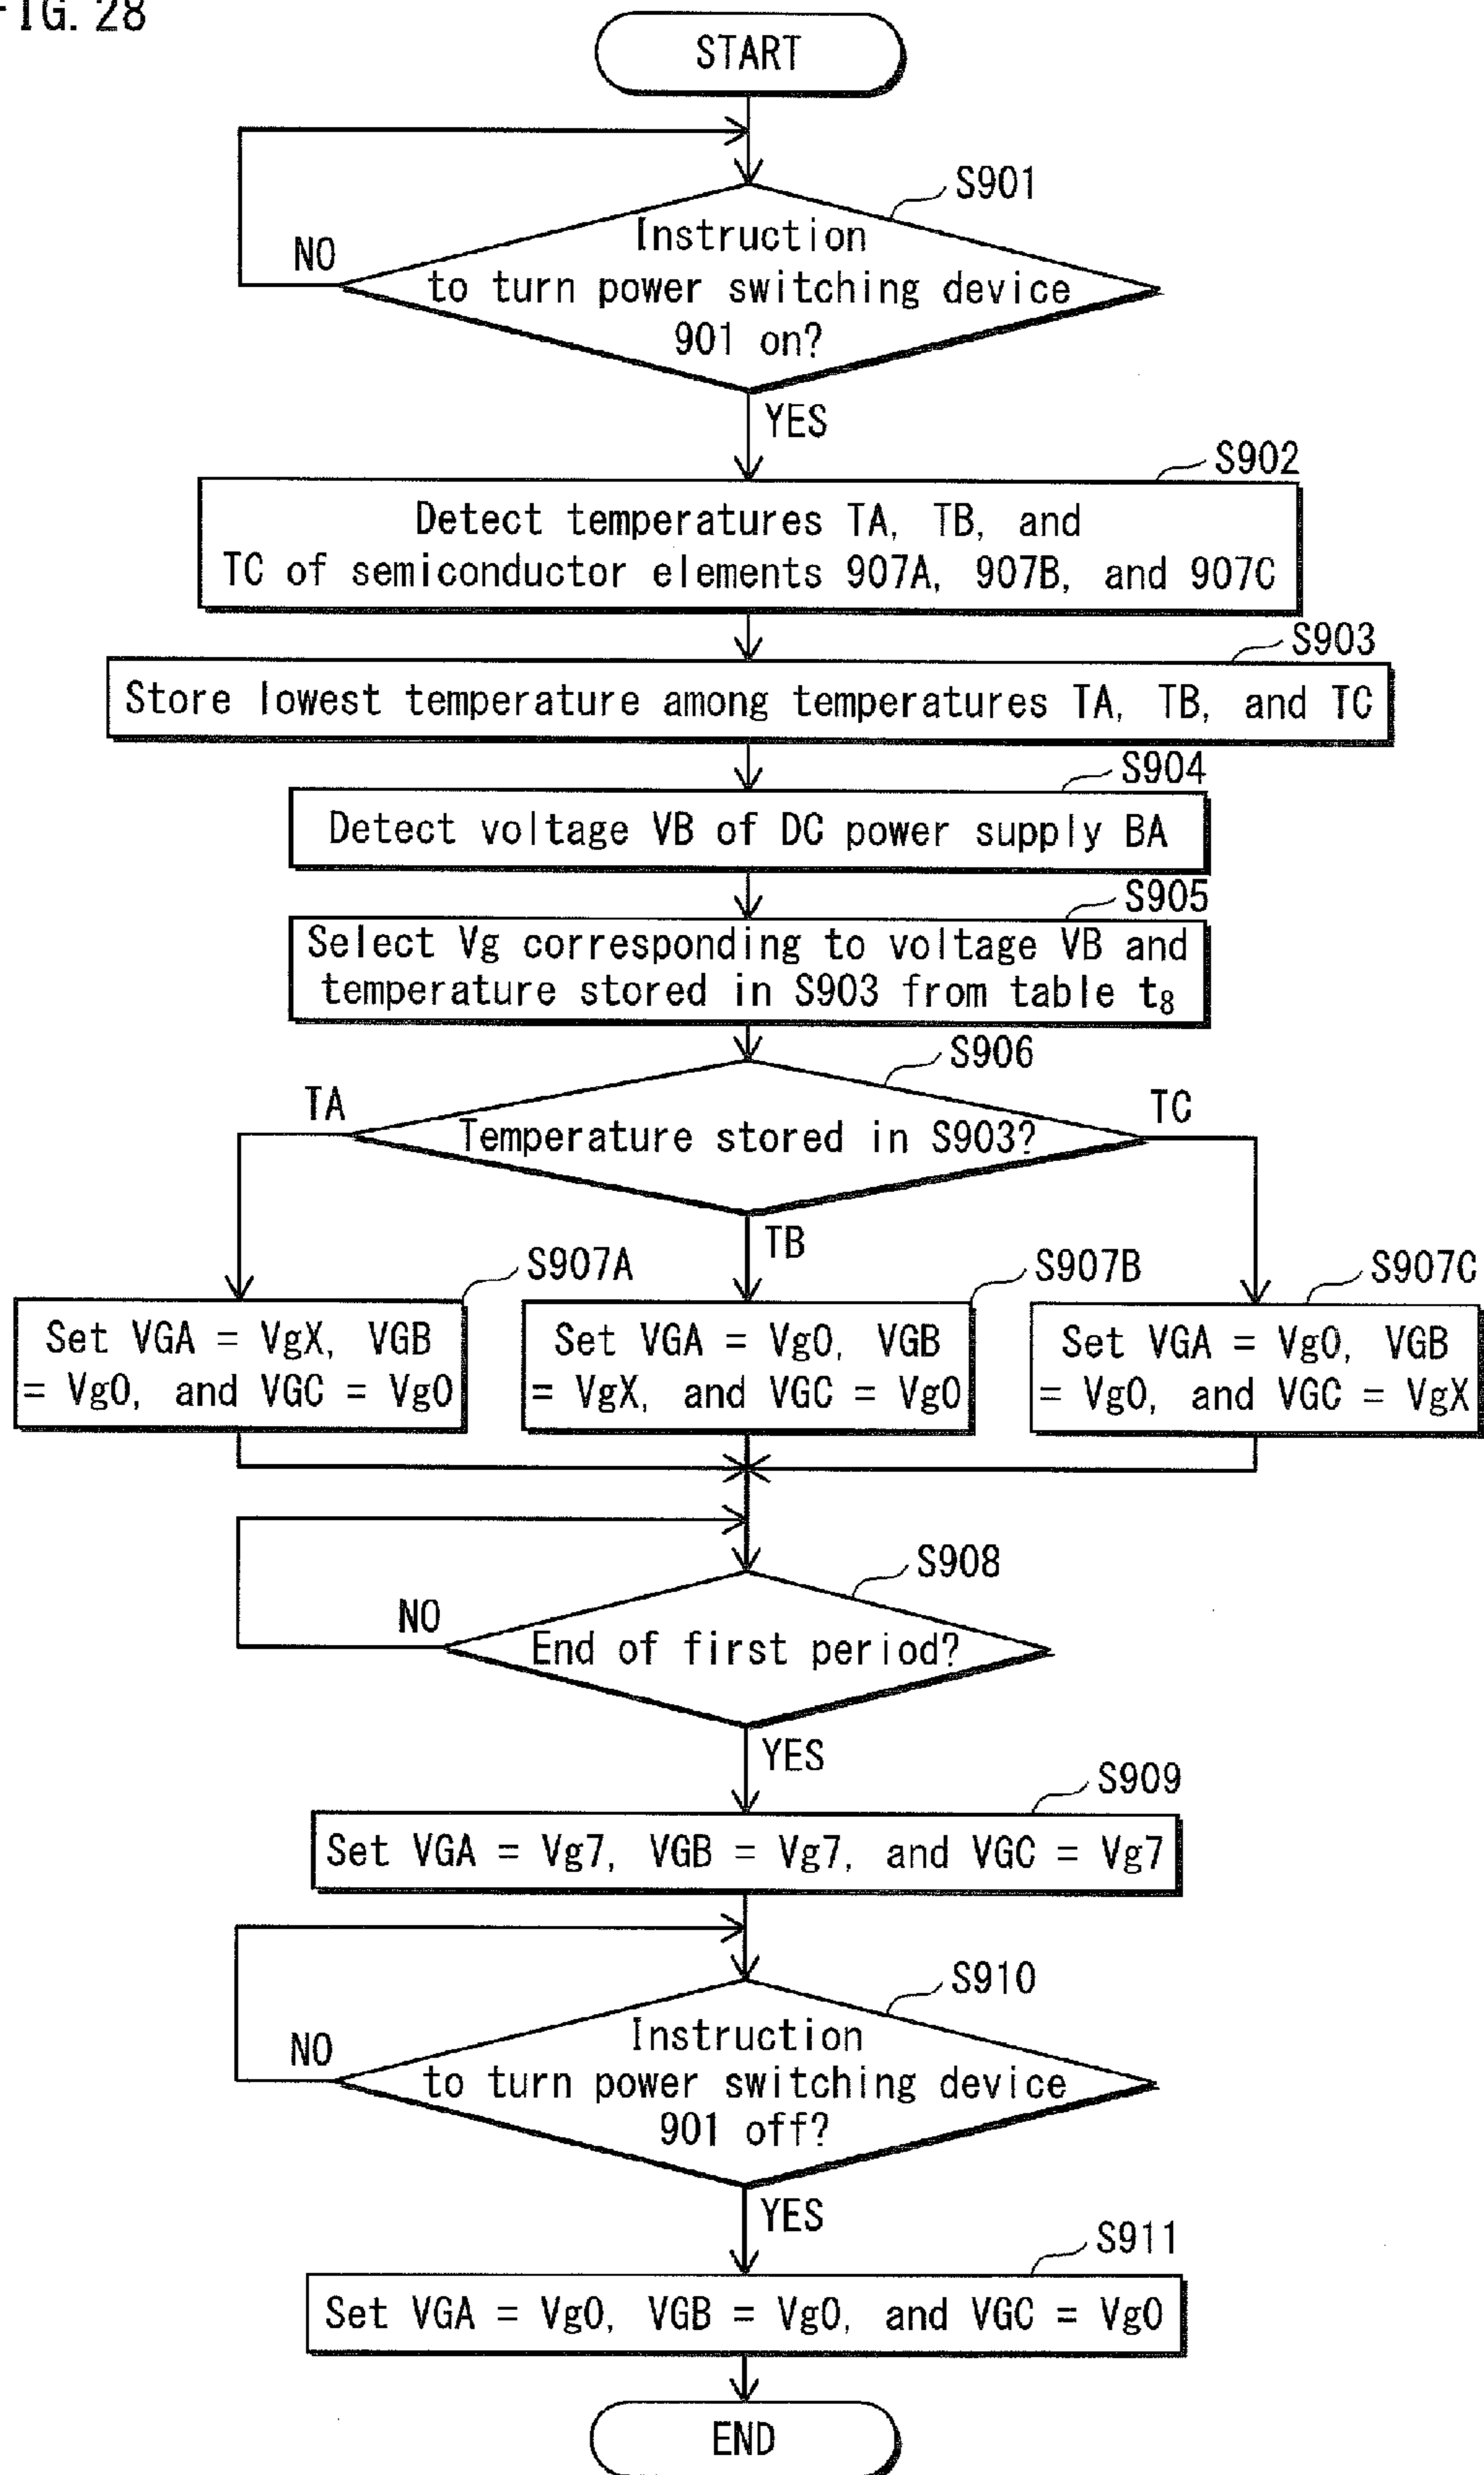 FIG. 28
START
S901
NO
Instruction
to turn power switching device
901 on?
YES
S902
Detect temperatures TA, TB, and
TC of semiconductor elements 907A, 907B, and 907C
S903
Store lowest temperature among temperatures TA, TB, and TC
S904
Detect voltage VB of DC power supply BA
S905
Select Vg corresponding to voltage VB and
temperature stored in S903 from table t₈
S906
TA
TC
Temperature stored in S903?
TB
S907A
S907B
S907C
Set VGA = VgX, VGB
= Vg0, and VGC = Vg0
Set VGA = Vg0, VGB
= VgX, and VGC = Vg0
Set VGA = Vg0, VGB
= Vg0, and VGC = VgX
S908
NO
End of first period?
YES
S909
Set VGA = Vg7, VGB = Vg7, and VGC = Vg7
S910
NO
Instruction
to turn power switching device
901 off?
YES
S911
Set VGA = Vg0, VGB = Vg0, and VGC = Vg0
END